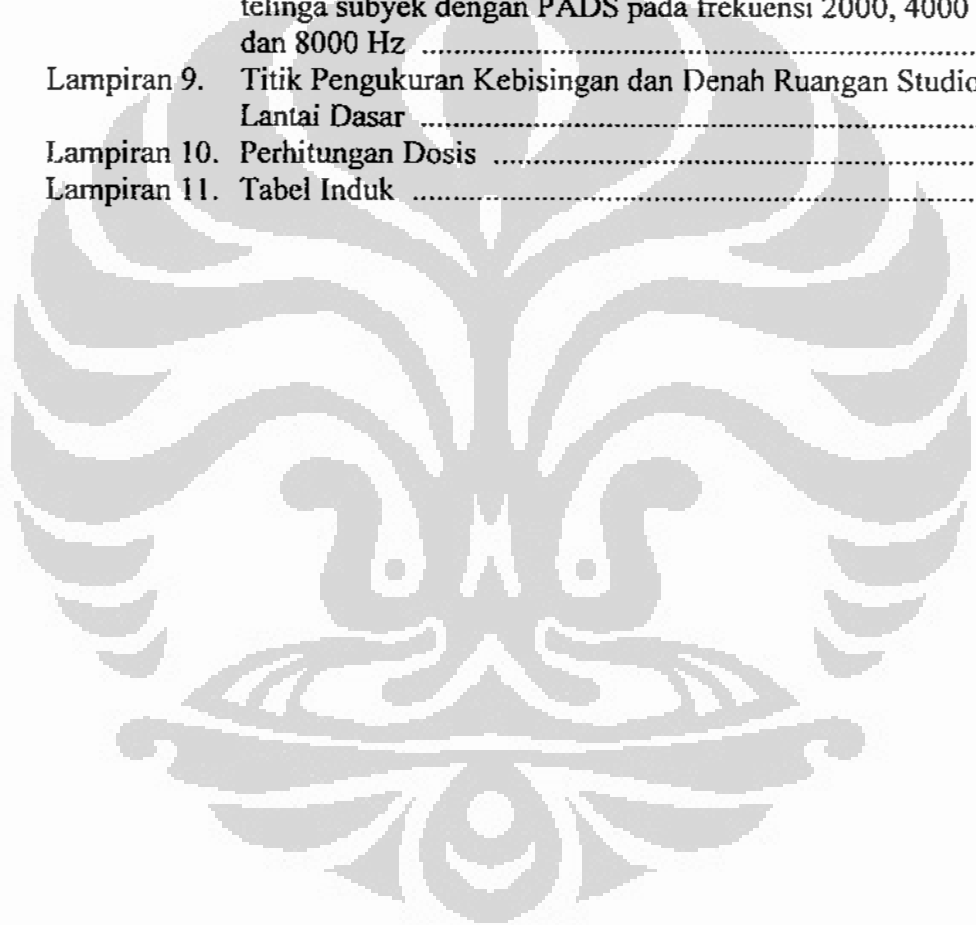 telinga subyek dengan PADS pada frekuensi 2000, 4000
dan 8000 Hz ........................................................................
Lampiran 9. Titik Pengukuran Kebisingan dan Denah Ruangan Studio
Lantai Dasar ........................................................................
Lampiran 10. Perhitungan Dosis ...............................................................
Lampiran 11. Tabel Induk ........................................................................